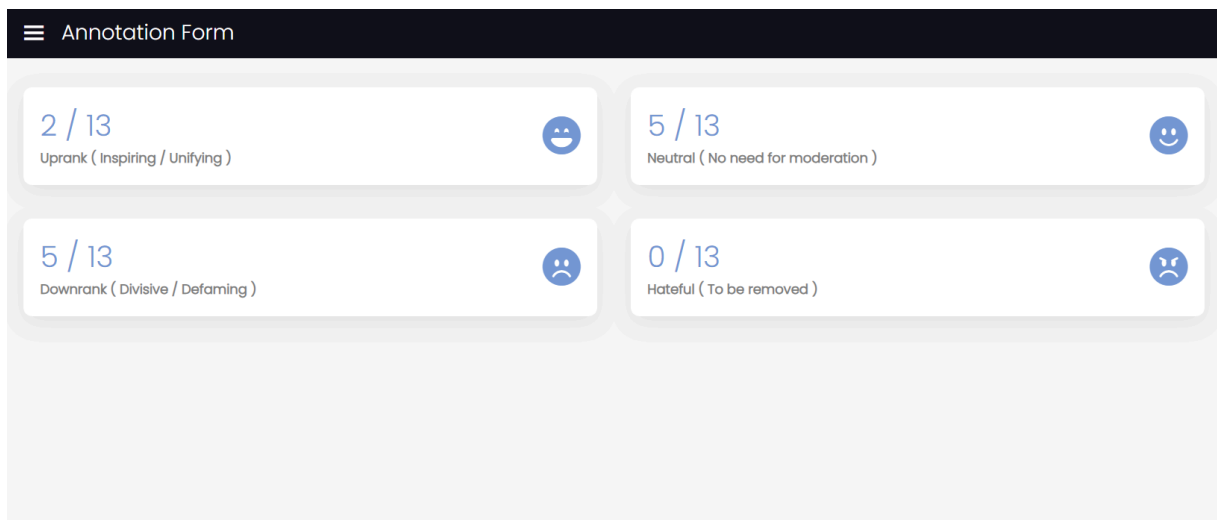 Annotation Form
2 / 13
Uprank ( Inspiring / Unifying )
5 / 13
Neutral ( No need for moderation )
5 / 13
Downrank ( Divisive / Defaming )
0 / 13
Hateful ( To be removed )